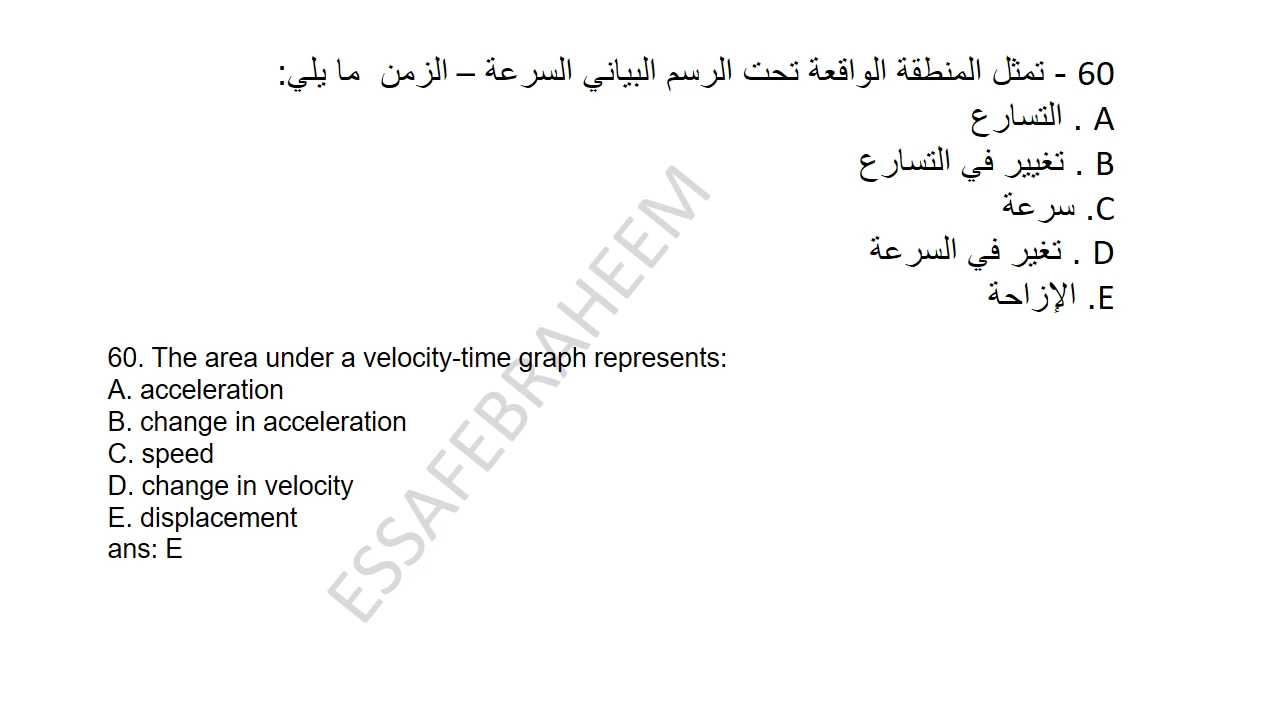 60 - تمثل المنطقة الواقعة تحت الرسم البياني السرعة – الزمن ما يلي:
A . التسارع
B . تغيير في التسارع
C. سرعة
D . تغير في السرعة
E. الإزاحة
60. The area under a velocity-time graph represents:
A. acceleration
B. change in acceleration
C. speed
D. change in velocity
E. displacement
ans: E
ESSAFEBRAHEEM